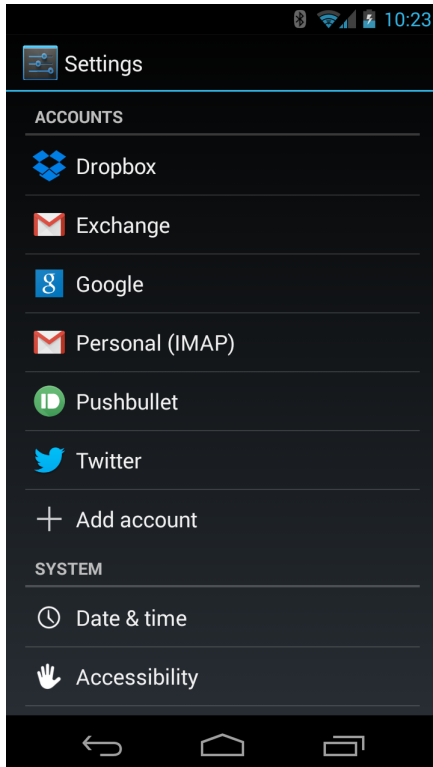 10:23
Settings
ACCOUNTS
Dropbox
Exchange
Google
Personal (IMAP)
Pushbullet
Twitter
Add account
SYSTEM
Date & time
Accessibility